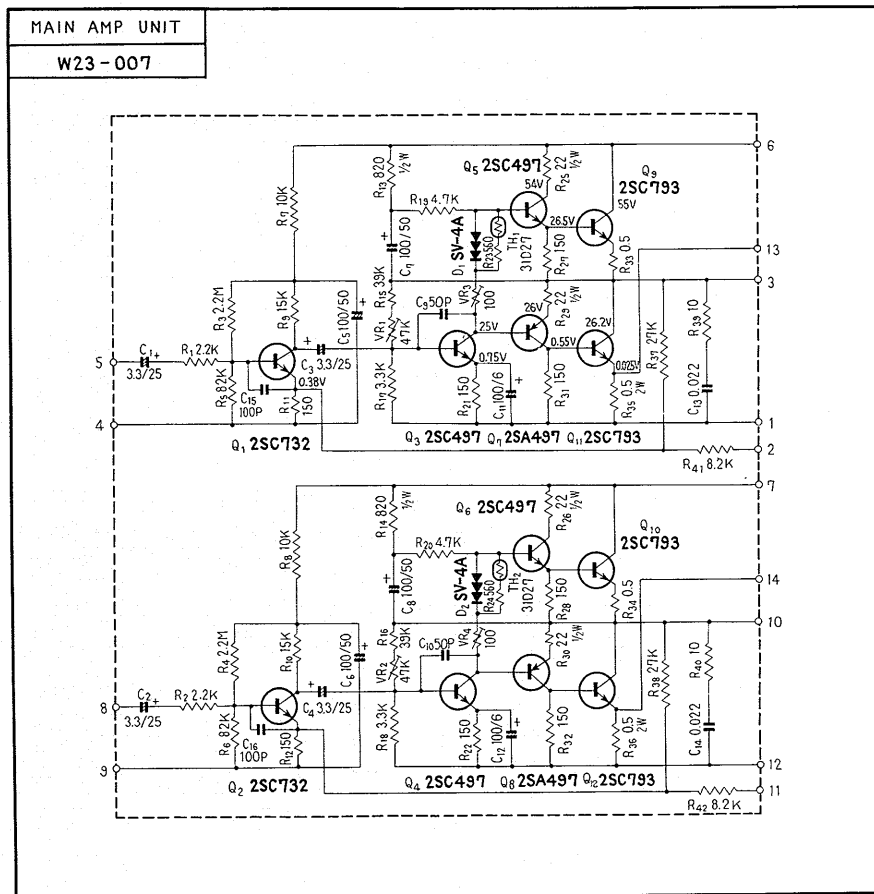 MAIN AMP UNIT
W23-007
6
13
3
5
4
1
2
R7 10K
R13 820 ½W
Q5 2SC497
54V
R25 22 ½W
Q9 2SC793
55V
R19 4.7K
26.5V
C7 100/50
D1 SV-4A
R23 560
TH1 31D27
R27 150
R33 0.5
R3 2.2M
R9 15K
C5 100/50
R15 39K
VR1 47K
C9 50P
VR3 100
R29 22 ½W
26V
26.2V
25V
0.75V
0.55V
0.025V
R37 27K
R39 10
C1 +
3.3/25
R1 2.2K
C3 3.3/25
+
0.38V
R5 82K
C15 100P
R11 150
R17 3.3K
R21 150
C11 100/6
R31 150
R35 0.5 2W
C13 0.022
Q1 2SC732
Q3 2SC497
Q7 2SA497
Q11 2SC793
R41 8.2K
7
14
10
8
9
12
11
R8 10K
R14 820 ½W
Q6 2SC497
R26 22 ½W
Q10 2SC793
R20 4.7K
C8 100/50
D2 SV-4A
R24 560
TH2 31D27
R28 150
R34 0.5
R4 2.2M
R10 15K
C6 100/50
R16 39K
VR2 47K
C10 50P
VR4 100
R30 22 ½W
R38 27K
R40 10
C2 +
3.3/25
R2 2.2K
C4 3.3/25
+
R6 82K
C16 100P
R12 150
R18 3.3K
R22 150
C12 100/6
R32 150
R36 0.5 2W
C14 0.022
Q2 2SC732
Q4 2SC497
Q8 2SA497
Q12 2SC793
R42 8.2K